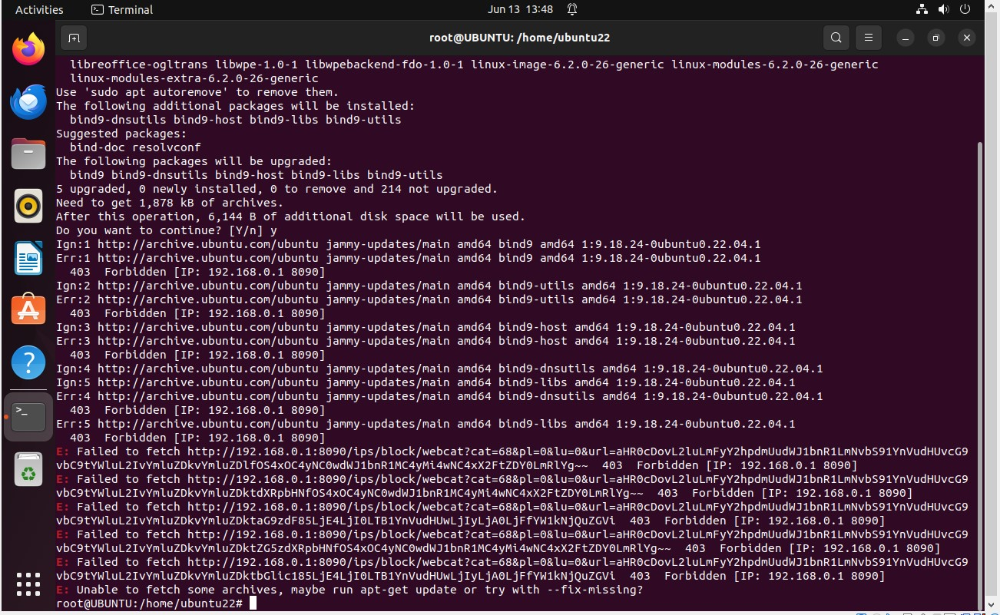 Activities
Terminal
Jun 13 13:48
root@UBUNTU: /home/ubuntu22
libreoffice-ogltrans libwpe-1.0-1 libwpebackend-fdo-1.0-1 linux-image-6.2.0-26-generic linux-modules-6.2.0-26-generic
linux-modules-extra-6.2.0-26-generic
Use 'sudo apt autoremove' to remove them.
The following additional packages will be installed:
bind9-dnsutils bind9-host bind9-libs bind9-utils
Suggested packages:
bind-doc resolvconf
The following packages will be upgraded:
bind9 bind9-dnsutils bind9-host bind9-libs bind9-utils
5 upgraded, 0 newly installed, 0 to remove and 214 not upgraded.
Need to get 1,878 kB of archives.
After this operation, 6,144 B of additional disk space will be used.
Do you want to continue? [Y/n] y
Ign:1 http://archive.ubuntu.com/ubuntu jammy-updates/main amd64 bind9 amd64 1:9.18.24-0ubuntu0.22.04.1
Err:1 http://archive.ubuntu.com/ubuntu jammy-updates/main amd64 bind9 amd64 1:9.18.24-0ubuntu0.22.04.1
403  Forbidden [IP: 192.168.0.1 8090]
Ign:2 http://archive.ubuntu.com/ubuntu jammy-updates/main amd64 bind9-utils amd64 1:9.18.24-0ubuntu0.22.04.1
Err:2 http://archive.ubuntu.com/ubuntu jammy-updates/main amd64 bind9-utils amd64 1:9.18.24-0ubuntu0.22.04.1
403  Forbidden [IP: 192.168.0.1 8090]
Ign:3 http://archive.ubuntu.com/ubuntu jammy-updates/main amd64 bind9-host amd64 1:9.18.24-0ubuntu0.22.04.1
Err:3 http://archive.ubuntu.com/ubuntu jammy-updates/main amd64 bind9-host amd64 1:9.18.24-0ubuntu0.22.04.1
403  Forbidden [IP: 192.168.0.1 8090]
Ign:4 http://archive.ubuntu.com/ubuntu jammy-updates/main amd64 bind9-dnsutils amd64 1:9.18.24-0ubuntu0.22.04.1
Ign:5 http://archive.ubuntu.com/ubuntu jammy-updates/main amd64 bind9-libs amd64 1:9.18.24-0ubuntu0.22.04.1
Err:4 http://archive.ubuntu.com/ubuntu jammy-updates/main amd64 bind9-dnsutils amd64 1:9.18.24-0ubuntu0.22.04.1
403  Forbidden [IP: 192.168.0.1 8090]
Err:5 http://archive.ubuntu.com/ubuntu jammy-updates/main amd64 bind9-libs amd64 1:9.18.24-0ubuntu0.22.04.1
403  Forbidden [IP: 192.168.0.1 8090]
E: Failed to fetch http://192.168.0.1:8090/ips/block/webcat?cat=68&pl=0&lu=0&url=aHR0cDovL2luLmFyY2hpdmUudWJ1bnR1LmNvbS91YnVudHUvcG9
vbC9tYWluL2IvYmluZDkvYmluZDlfOS4xOC4yNC0wdWJ1bnR1MC4yMi4wNC4xX2FtZDY0LmRlYg~~  403  Forbidden [IP: 192.168.0.1 8090]
E: Failed to fetch http://192.168.0.1:8090/ips/block/webcat?cat=68&pl=0&lu=0&url=aHR0cDovL2luLmFyY2hpdmUudWJ1bnR1LmNvbS91YnVudHUvcG9
vbC9tYWluL2IvYmluZDkvYmluZDktdXRpbHNfOS4xOC4yNC0wdWJ1bnR1MC4yMi4wNC4xX2FtZDY0LmRlYg~~  403  Forbidden [IP: 192.168.0.1 8090]
E: Failed to fetch http://192.168.0.1:8090/ips/block/webcat?cat=68&pl=0&lu=0&url=aHR0cDovL2luLmFyY2hpdmUudWJ1bnR1LmNvbS91YnVudHUvcG9
vbC9tYWluL2IvYmluZDkvYmluZDktaG9zdF85LjE4LjI0LTB1YnVudHUwLjIyLjA0LjFfYW1kNjQuZGVi  403  Forbidden [IP: 192.168.0.1 8090]
E: Failed to fetch http://192.168.0.1:8090/ips/block/webcat?cat=68&pl=0&lu=0&url=aHR0cDovL2luLmFyY2hpdmUudWJ1bnR1LmNvbS91YnVudHUvcG9
vbC9tYWluL2IvYmluZDkvYmluZDktZG5zdXRpbHNfOS4xOC4yNC0wdWJ1bnR1MC4yMi4wNC4xX2FtZDY0LmRlYg~~  403  Forbidden [IP: 192.168.0.1 8090]
E: Failed to fetch http://192.168.0.1:8090/ips/block/webcat?cat=68&pl=0&lu=0&url=aHR0cDovL2luLmFyY2hpdmUudWJ1bnR1LmNvbS91YnVudHUvcG9
vbC9tYWluL2IvYmluZDkvYmluZDktbGlic185LjE4LjI0LTB1YnVudHUwLjIyLjA0LjFfYW1kNjQuZGVi  403  Forbidden [IP: 192.168.0.1 8090]
E: Unable to fetch some archives, maybe run apt-get update or try with --fix-missing?
root@UBUNTU:/home/ubuntu22#